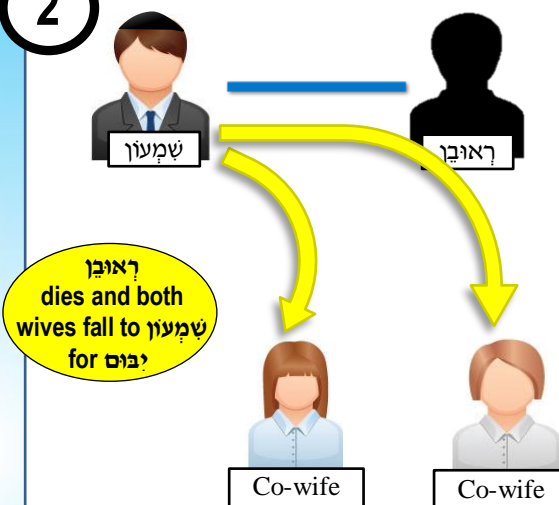 2
שִׁמְעוֹן
רְאוּבֵן
רְאוּבֵן
dies and both
wives fall to שִׁמְעוֹן
for יִבּוּם
Co-wife
Co-wife